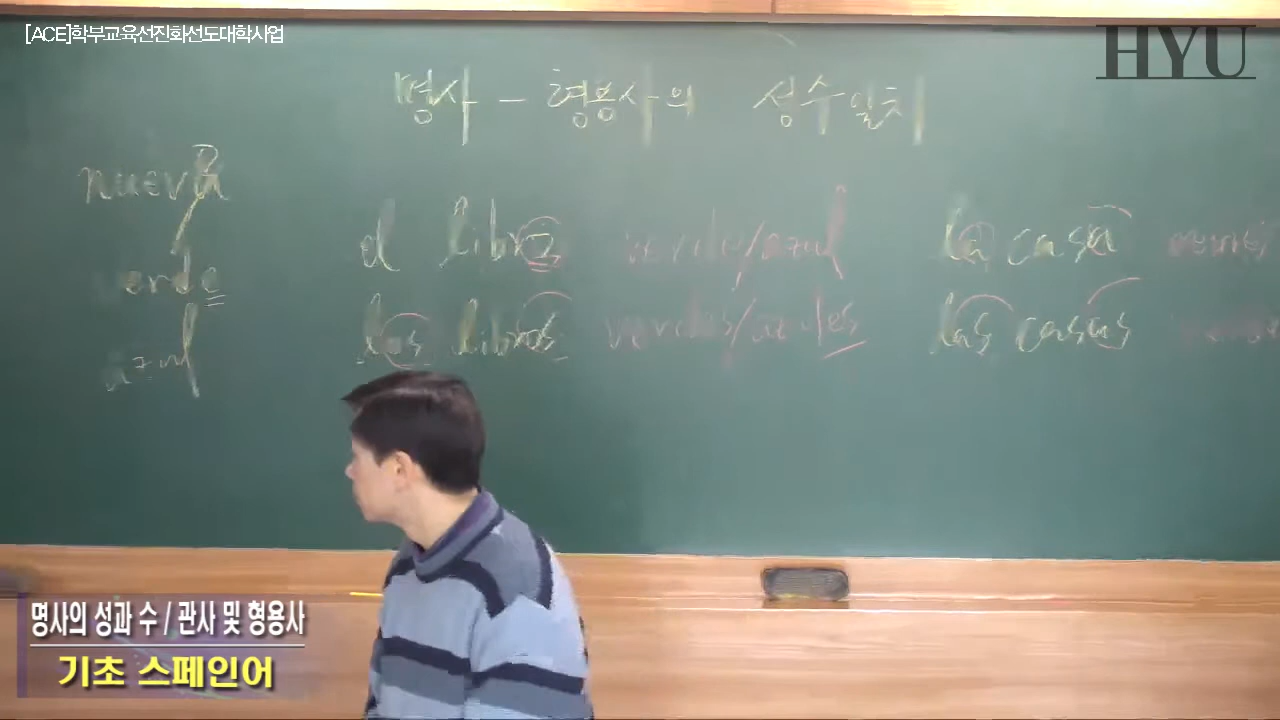 [ACE]학부교육선진화선도대학사업
HYU
명사 - 형용사의 성수일치
verde
azul
el libro verde/azul la casa
los libros verdes/azules las casas
명사의 성과 수 / 관사 및 형용사
기초 스페인어